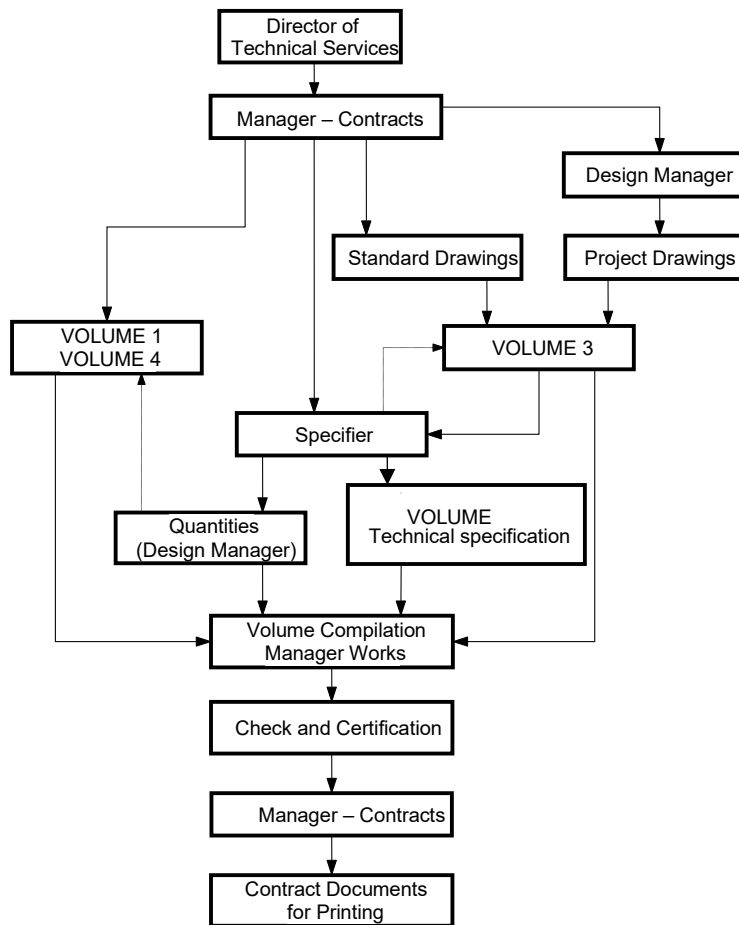 Director of
Technical Services
Manager – Contracts
Design Manager
Standard Drawings
Project Drawings
VOLUME 1
VOLUME 4
VOLUME 3
Specifier
Quantities
(Design Manager)
VOLUME
Technical specification
Volume Compilation
Manager Works
Check and Certification
Manager – Contracts
Contract Documents
for Printing